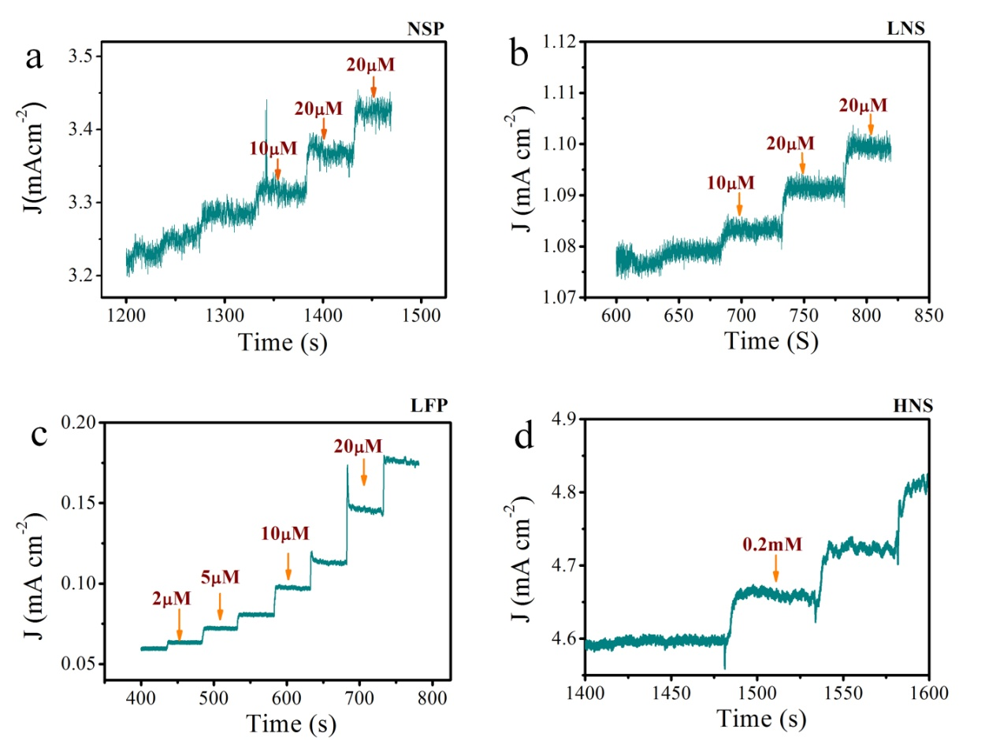 NSP
a
3.5
3.4
3.3
3.2
J(mAcm-2)
10μM
20μM
20μM
1200 1300 1400 1500
Time (s)
LNS
b
1.12
1.11
1.10
1.09
1.08
1.07
J (mA cm-2)
10μM
20μM
20μM
600 650 700 750 800 850
Time (S)
LFP
c
0.20
0.15
0.10
0.05
J (mA cm-2)
2μM
5μM
10μM
20μM
400 500 600 700 800
Time (s)
HNS
d
4.9
4.8
4.7
4.6
J (mA cm-2)
0.2mM
1400 1450 1500 1550 1600
Time (s)